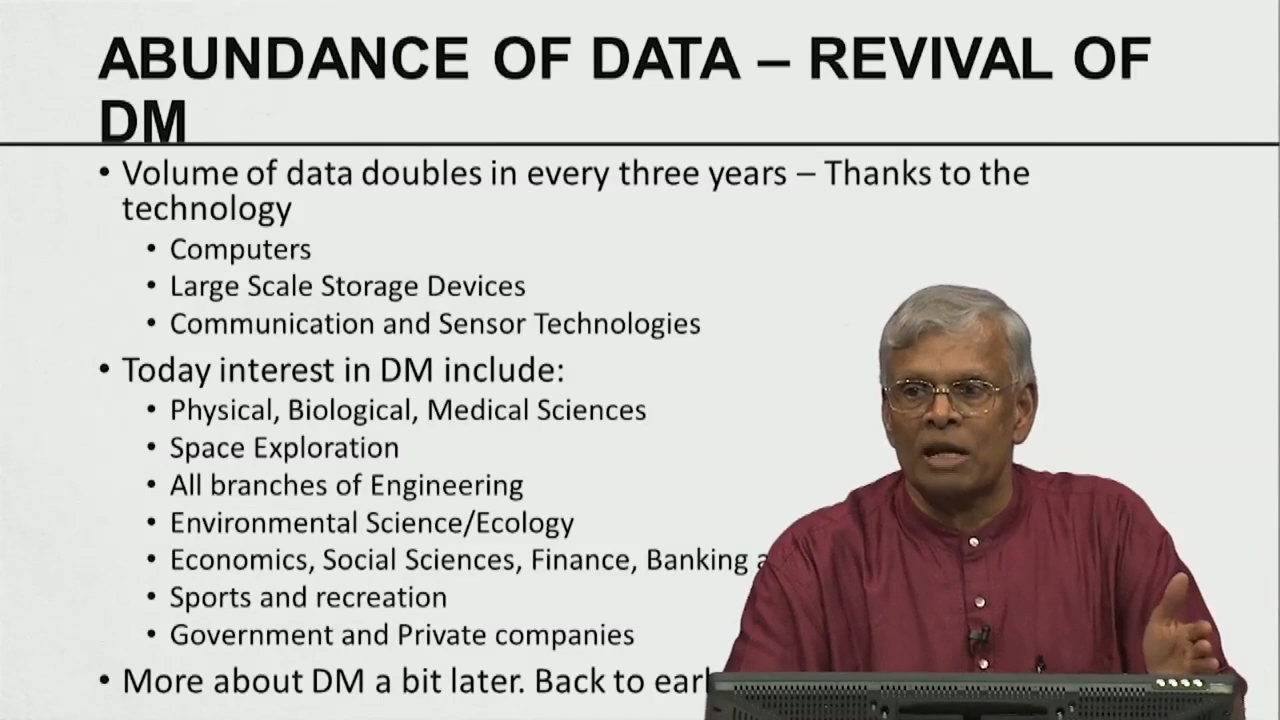 ABUNDANCE OF DATA – REVIVAL OF
DM
• Volume of data doubles in every three years – Thanks to the
technology
• Computers
• Large Scale Storage Devices
• Communication and Sensor Technologies
• Today interest in DM include:
• Physical, Biological, Medical Sciences
• Space Exploration
• All branches of Engineering
• Environmental Science/Ecology
• Economics, Social Sciences, Finance, Banking
• Sports and recreation
• Government and Private companies
• More about DM a bit later. Back to